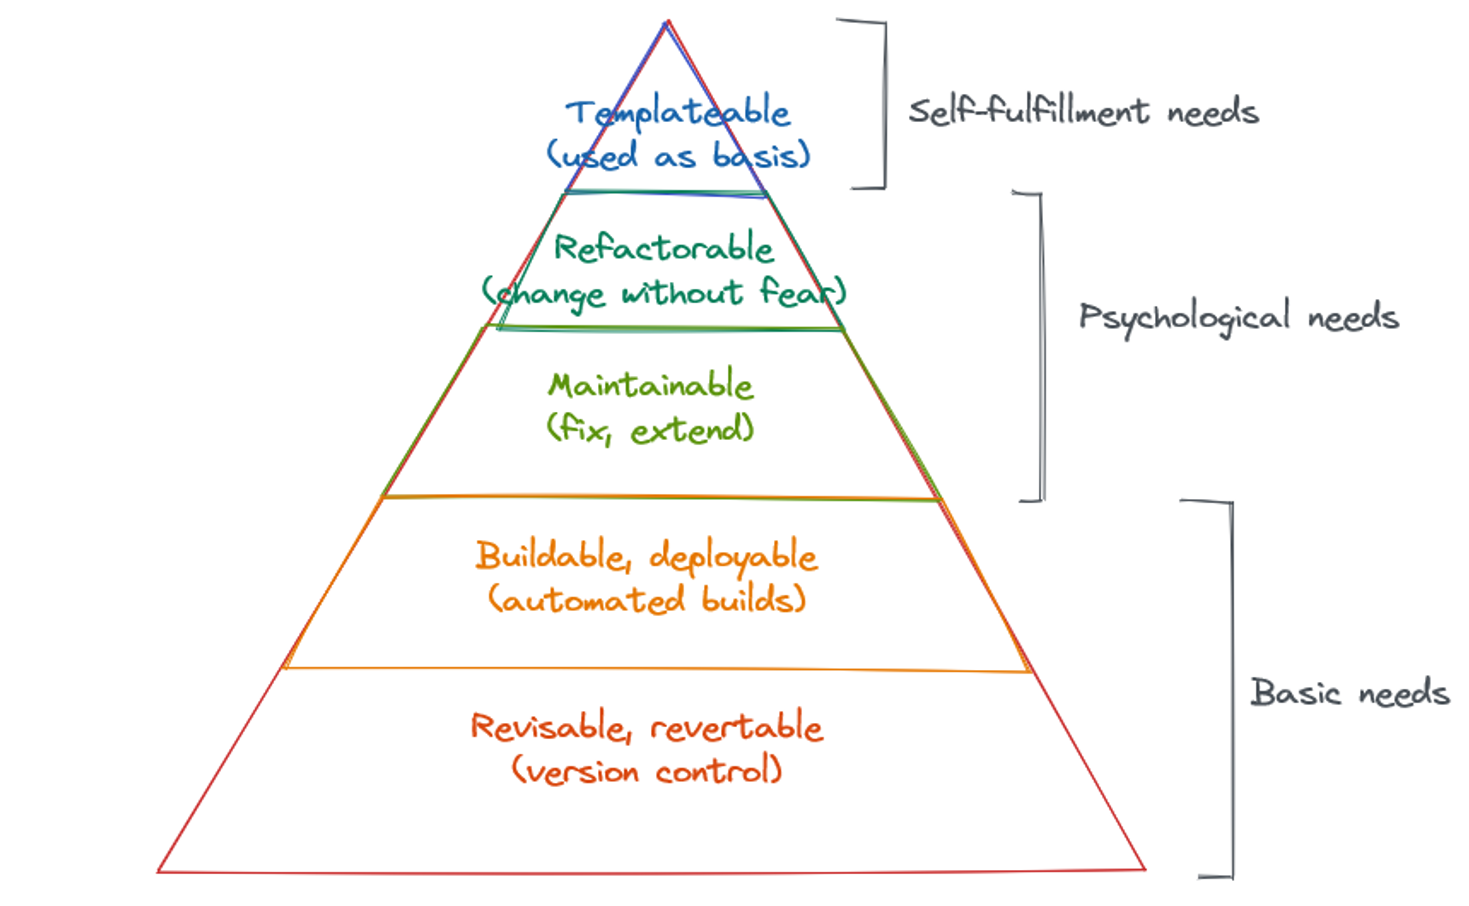 Templateable
(used as basis)
Self-fulfillment needs
Refactorable
(change without fear)
Psychological needs
Maintainable
(fix, extend)
Buildable, deployable
(automated builds)
Basic needs
Revisable, revertable
(version control)